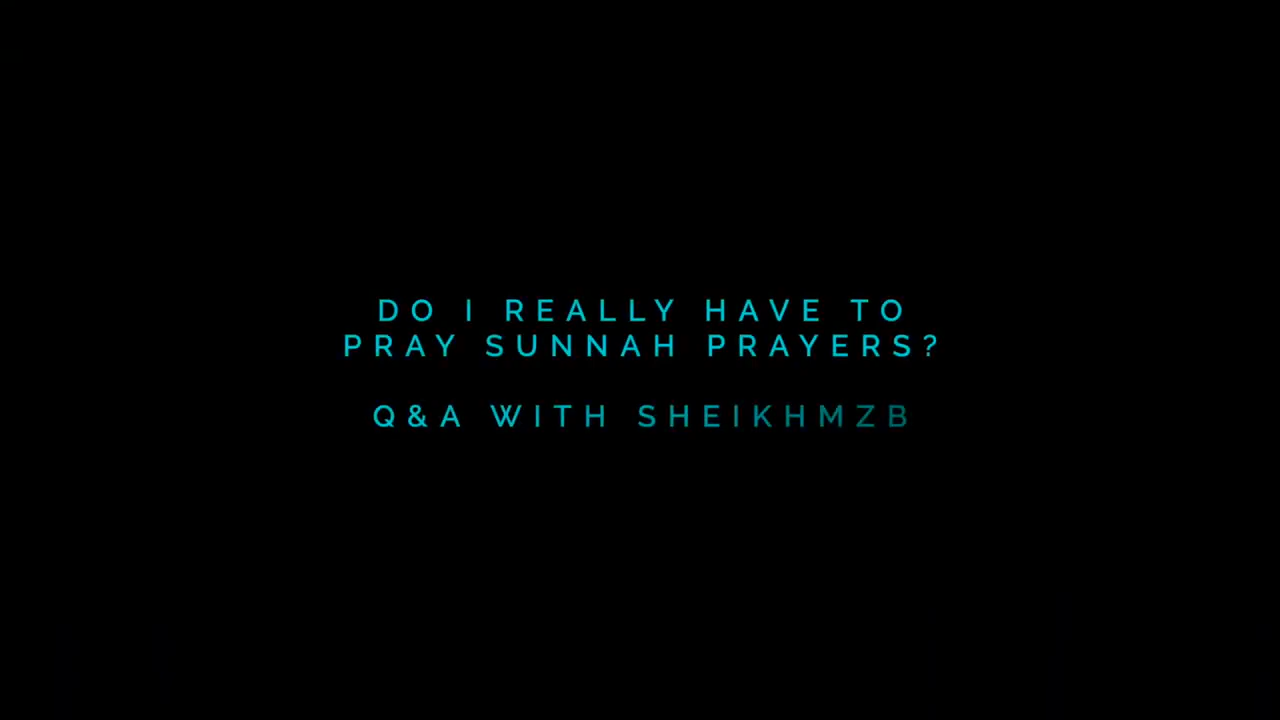 DO I REALLY HAVE TO
PRAY SUNNAH PRAYERS?
Q&A WITH SHEIKHMZB